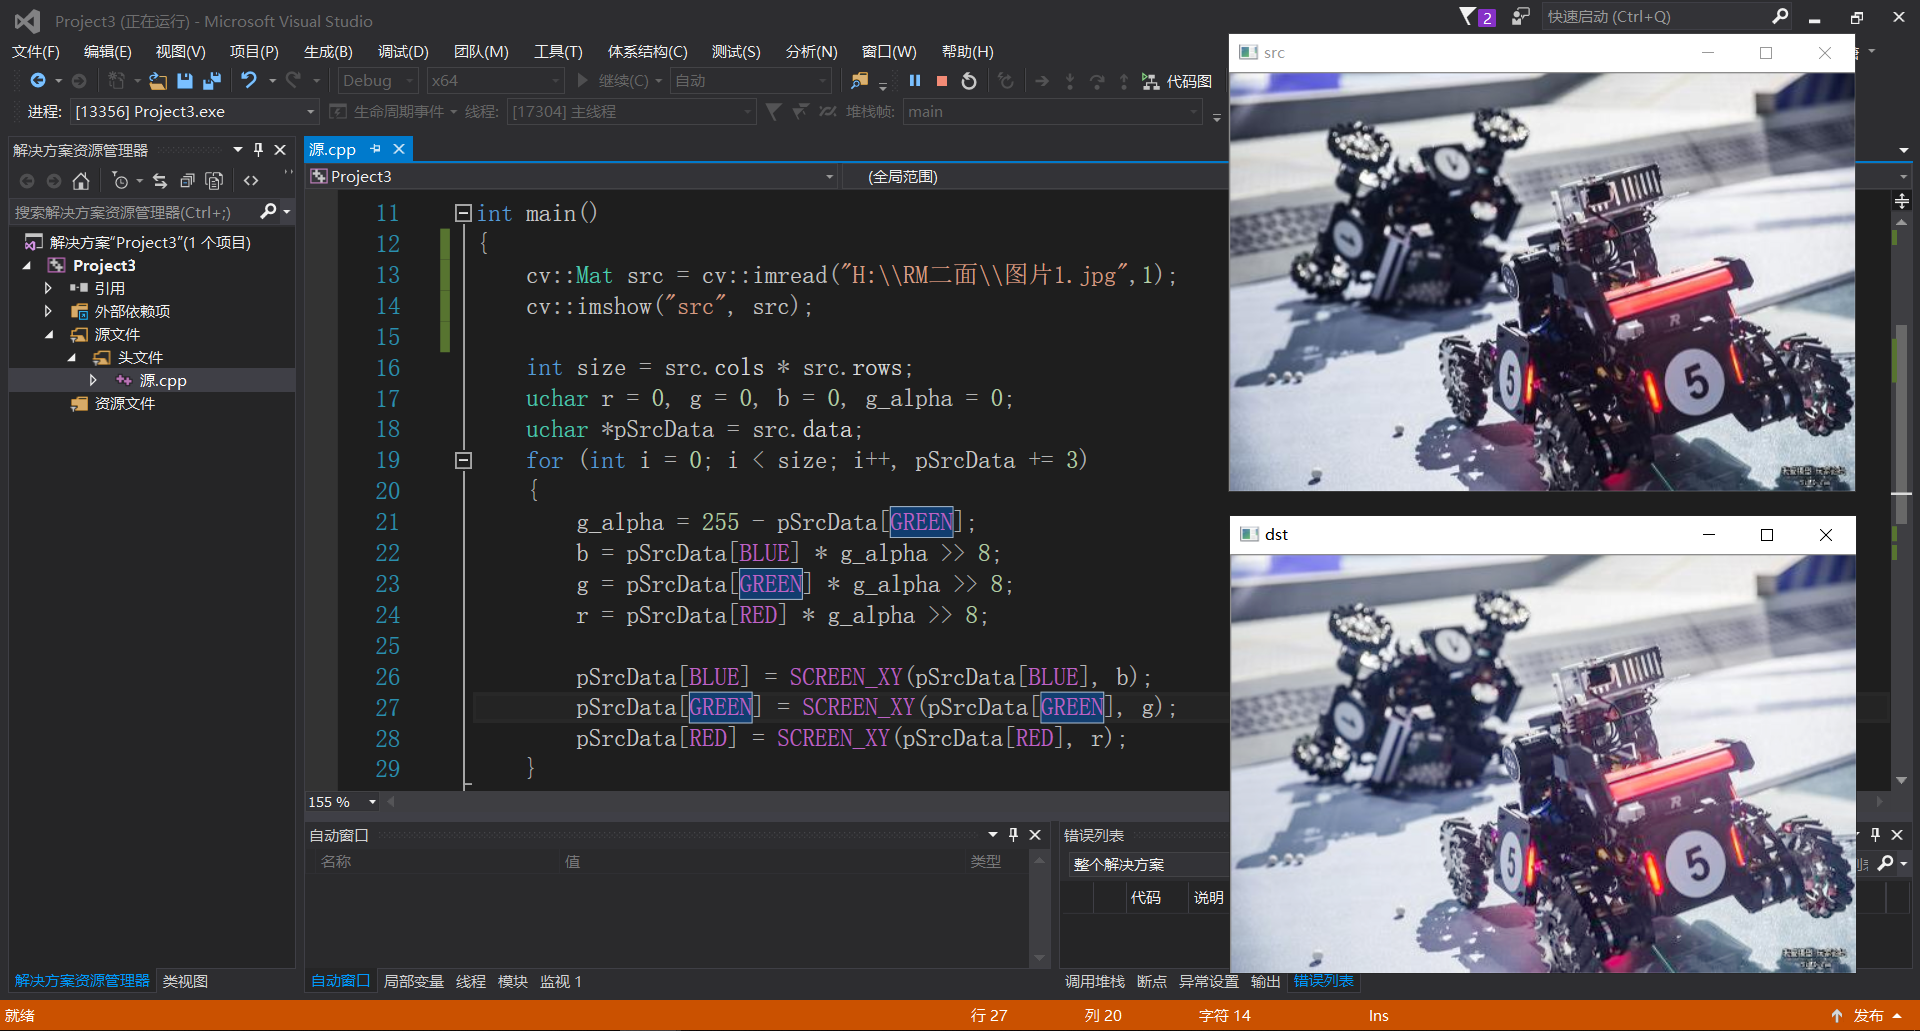 Project3 (正在运行) - Microsoft Visual Studio
2
快速启动 (Ctrl+Q)
文件(F) 编辑(E) 视图(V) 项目(P) 生成(B) 调试(D) 团队(M) 工具(T) 体系结构(C) 测试(S) 分析(N) 窗口(W) 帮助(H)
Debug x64 继续(C) 自动 代码图
进程: [13356] Project3.exe 生命周期事件 线程: [17304] 主线程 堆栈帧: main
解决方案资源管理器
搜索解决方案资源管理器(Ctrl+;)
解决方案"Project3"(1 个项目)
Project3
引用
外部依赖项
源文件
头文件
源.cpp
资源文件
解决方案资源管理器 类视图
源.cpp
Project3 (全局范围)
11 int main()
12 {
13 cv::Mat src = cv::imread("H:\\RM二面\\图片1.jpg",1);
14 cv::imshow("src", src);
15
16 int size = src.cols * src.rows;
17 uchar r = 0, g = 0, b = 0, g_alpha = 0;
18 uchar *pSrcData = src.data;
19 for (int i = 0; i < size; i++, pSrcData += 3)
20 {
21 g_alpha = 255 - pSrcData[GREEN];
22 b = pSrcData[BLUE] * g_alpha >> 8;
23 g = pSrcData[GREEN] * g_alpha >> 8;
24 r = pSrcData[RED] * g_alpha >> 8;
25
26 pSrcData[BLUE] = SCREEN_XY(pSrcData[BLUE], b);
27 pSrcData[GREEN] = SCREEN_XY(pSrcData[GREEN], g);
28 pSrcData[RED] = SCREEN_XY(pSrcData[RED], r);
29 }
155 %
自动窗口
名称 值 类型
自动窗口 局部变量 线程 模块 监视 1
错误列表
整个解决方案
代码 说明
调用堆栈 断点 异常设置 输出 错误列表
src
R
5
5
dst
R
5
5
就绪 行 27 列 20 字符 14 Ins 发布